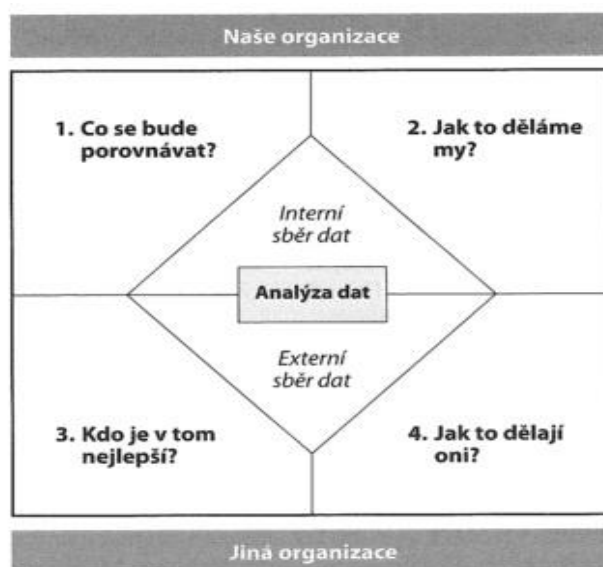 Naše organizace
1. Co se bude
porovnávat?
2. Jak to děláme
my?
Interní
sběr dat
Analýza dat
Externí
sběr dat
3. Kdo je v tom
nejlepší?
4. Jak to dělají
oni?
Jiná organizace